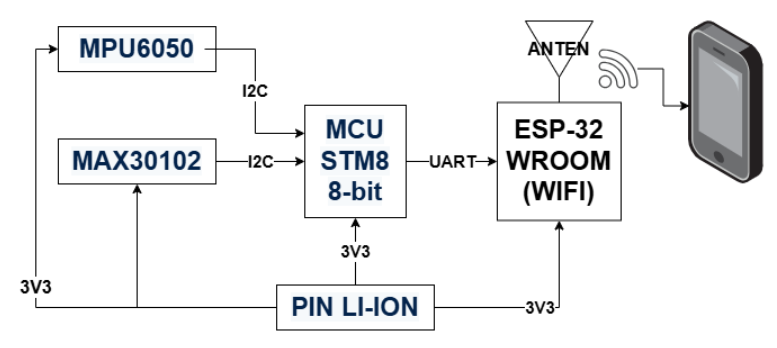 MPU6050
ANTEN
I2C
MCU
STM8
8-bit
ESP-32
WROOM
(WIFI)
MAX30102
I2C
UART
3V3
3V3
PIN LI-ION
3V3